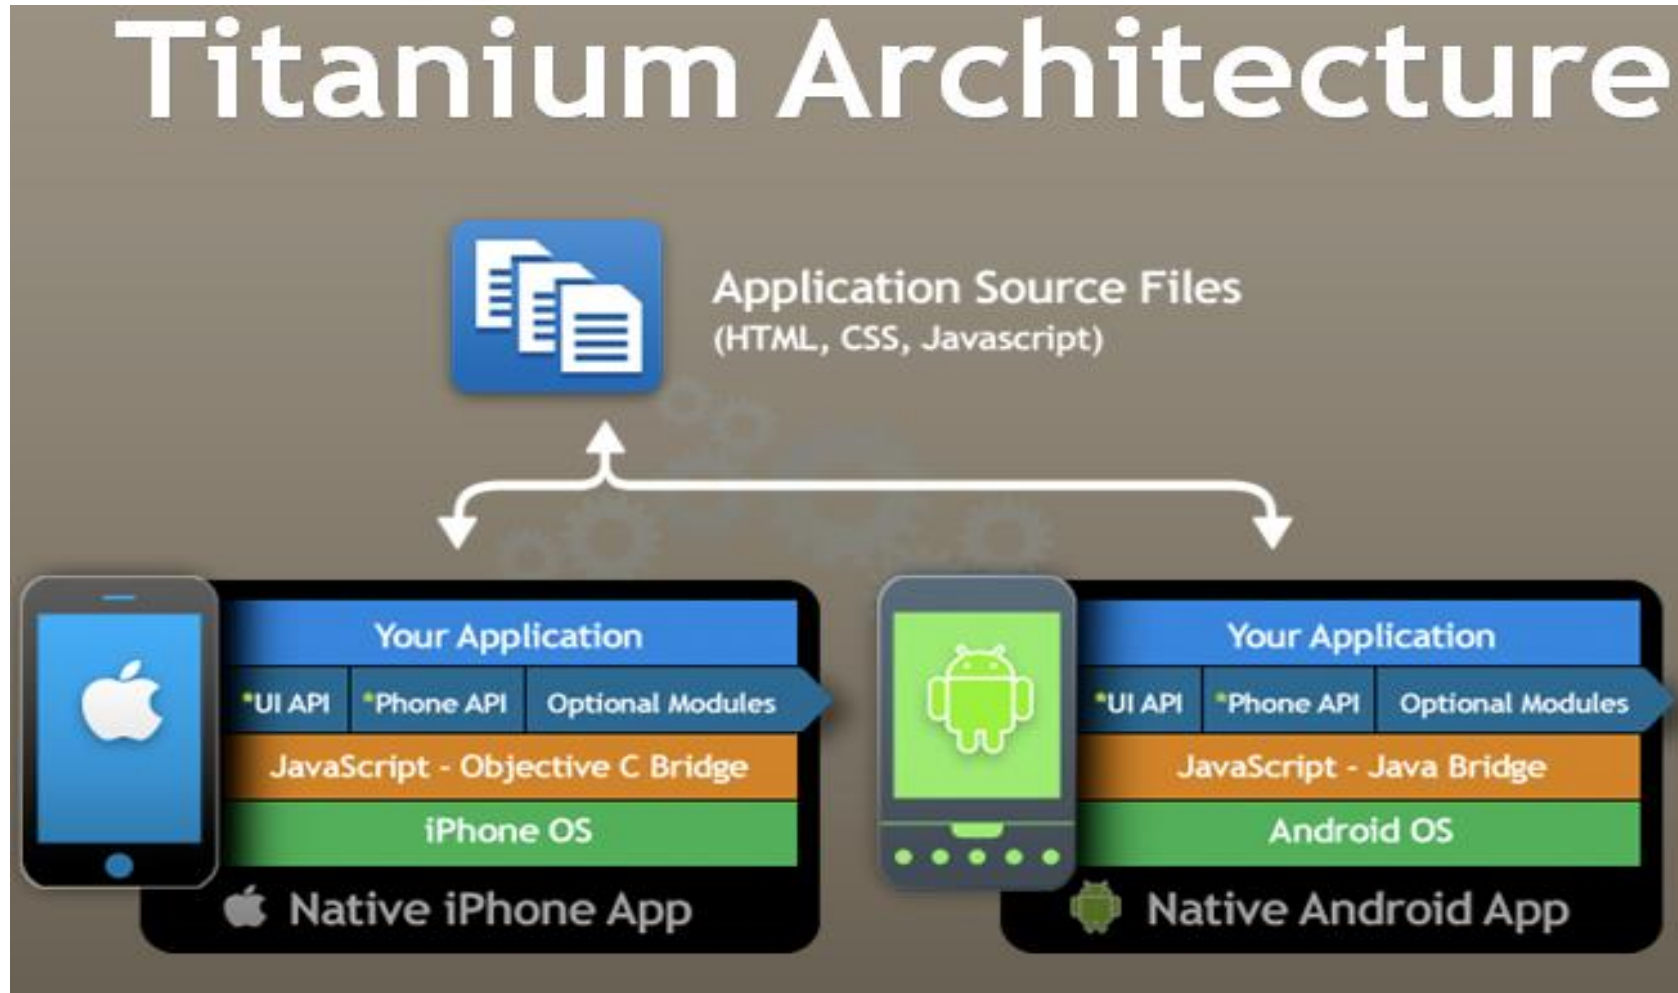 Titanium Architecture
Application Source Files
(HTML, CSS, Javascript)
Your Application
*UI API
*Phone API
Optional Modules
JavaScript - Objective C Bridge
iPhone OS
Native iPhone App
Your Application
*UI API
*Phone API
Optional Modules
JavaScript - Java Bridge
Android OS
Native Android App